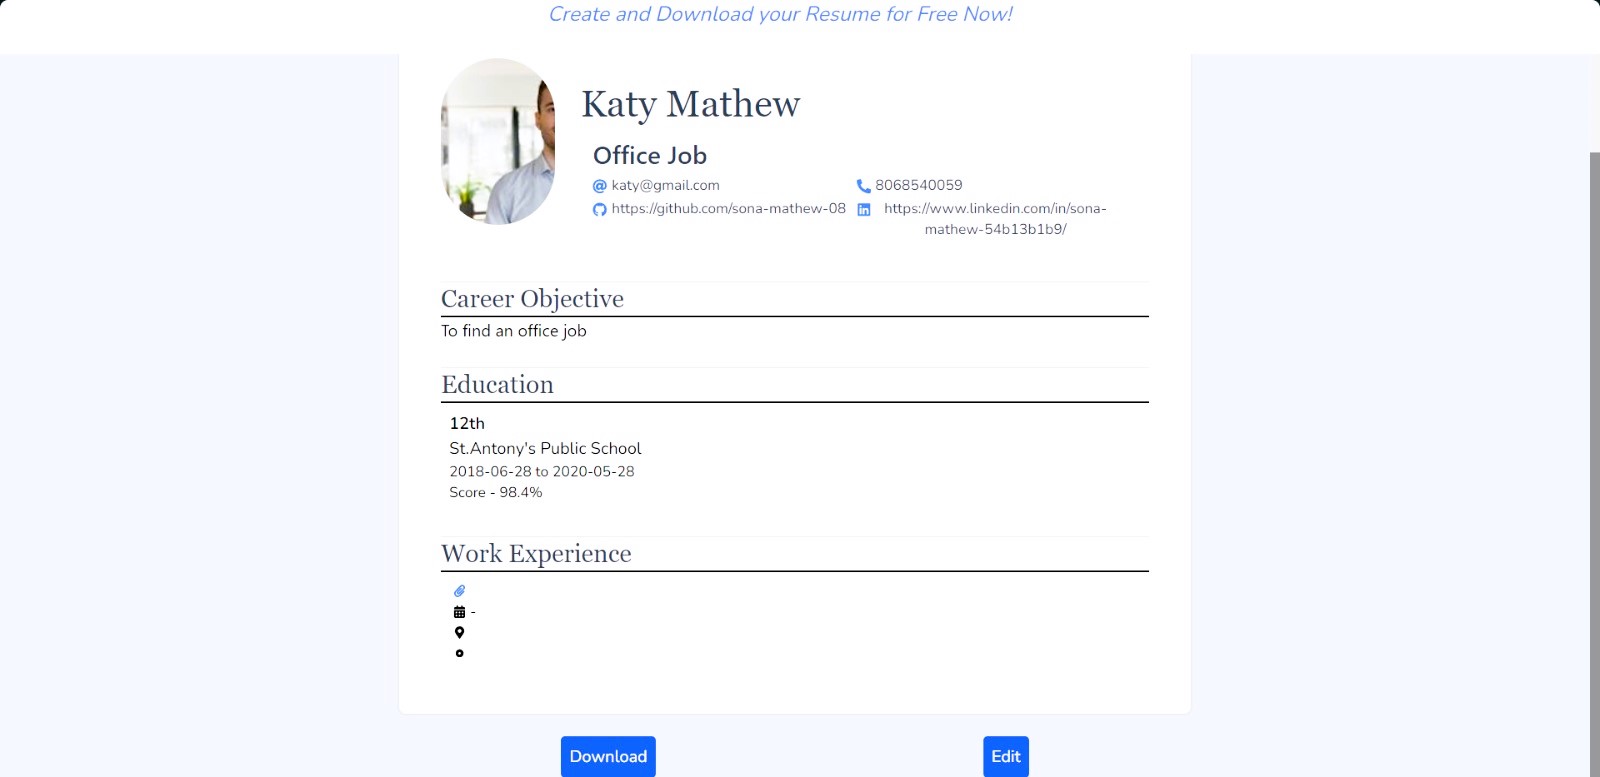 Create and Download your Resume for Free Now!
Katy Mathew
Office Job
katy@gmail.com
8068540059
https://github.com/sona-mathew-08
https://www.linkedin.com/in/sona-
mathew-54b13b1b9/
Career Objective
To find an office job
Education
12th
St.Antony's Public School
2018-06-28 to 2020-05-28
Score - 98.4%
Work Experience
-
Download
Edit